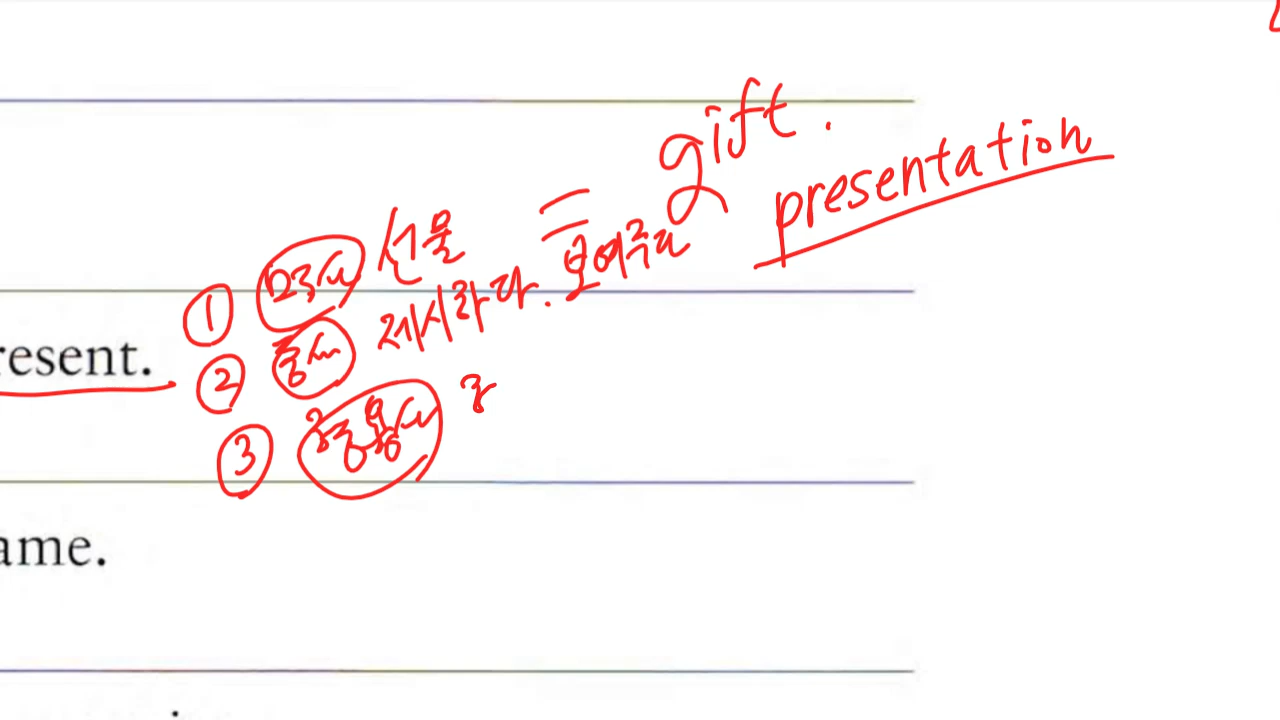 = gift.
presentation
① 명사 선물
② 동사 제시하다. 보여주다
resent.
③ 형용사
ame.